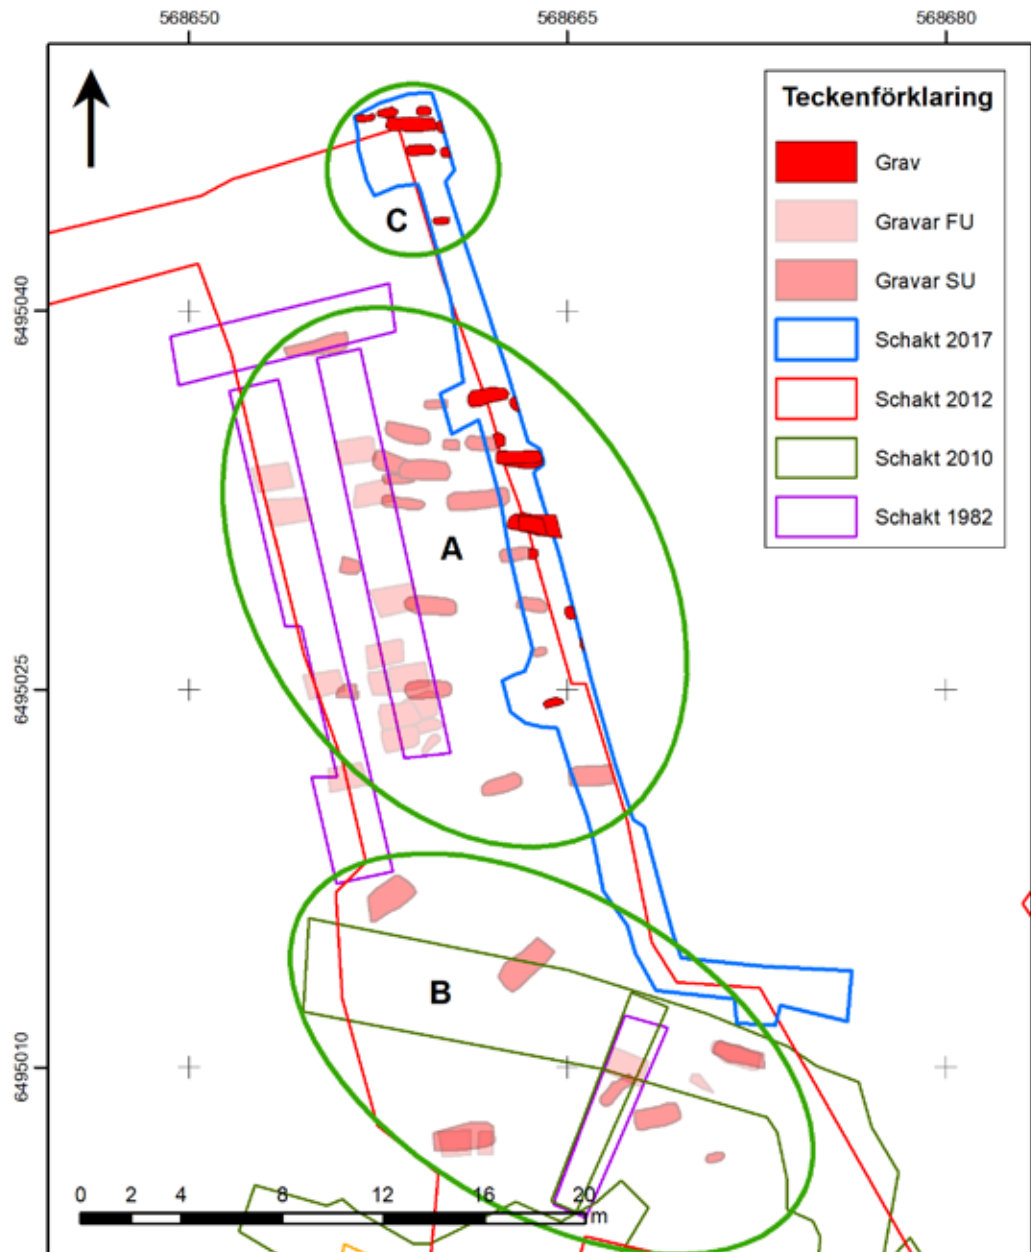 568650 568665 568680
Teckenförklaring
Grav
Gravar FU
Gravar SU
Schakt 2017
Schakt 2012
Schakt 2010
Schakt 1982
6495040
6495025
6495010
C
A
B
0 2 4 8 12 16 20
m